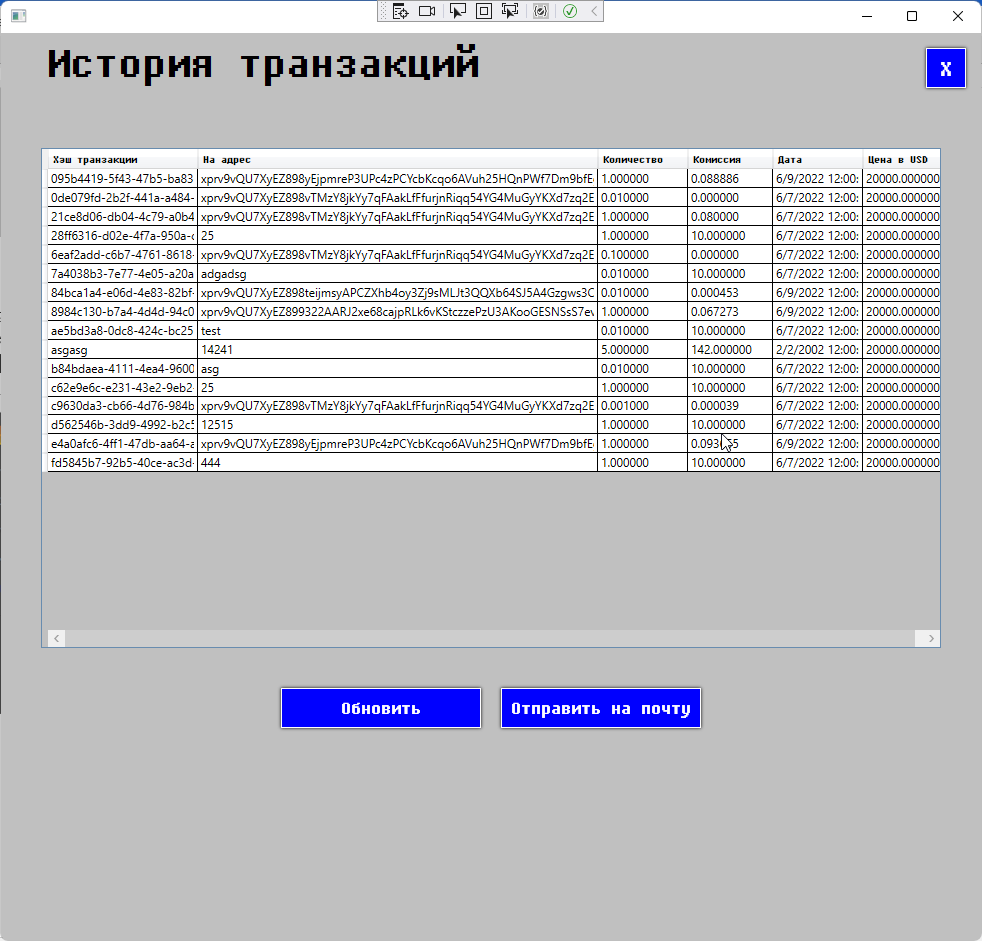 История транзакций
X
Хэш транзакции На адрес Количество Комиссия Дата Цена в USD
095b4419-5f43-47b5-ba83 xprv9vQU7XyEZ898yEjpmreP3UPc4zPCYcbKcqo6AVuh25HQnPWf7Dm9bfE 1.000000 0.088886 6/9/2022 12:00: 20000.000000
0de079fd-2b2f-441a-a484- xprv9vQU7XyEZ898vTMzY8jkYy7qFAakLfFfurjnRiqq54YG4MuGyYKXd7zq2E 0.010000 0.000000 6/7/2022 12:00: 20000.000000
21ce8d06-db04-4c79-a0b4 xprv9vQU7XyEZ898vTMzY8jkYy7qFAakLfFfurjnRiqq54YG4MuGyYKXd7zq2E 1.000000 0.080000 6/7/2022 12:00: 20000.000000
28ff6316-d02e-4f7a-950a- 25 1.000000 10.000000 6/7/2022 12:00: 20000.000000
6eaf2add-c6b7-4761-8618- xprv9vQU7XyEZ898vTMzY8jkYy7qFAakLfFfurjnRiqq54YG4MuGyYKXd7zq2E 0.100000 0.000000 6/7/2022 12:00: 20000.000000
7a4038b3-7e77-4e05-a20a adgadsg 0.010000 10.000000 6/7/2022 12:00: 20000.000000
84bca1a4-e06d-4e83-82bf- xprv9vQU7XyEZ898teijmsyAPCZXhb4oy3Zj9sMLJt3QQXb64SJ5A4Gzgws3C 0.010000 0.000453 6/9/2022 12:00: 20000.000000
8984c130-b7a4-4d4d-94c0 xprv9vQU7XyEZ899322AARJ2xe68cajpRLk6vKStczzePzU3AKooGESNSsS7ev 1.000000 0.067273 6/9/2022 12:00: 20000.000000
ae5bd3a8-0dc8-424c-bc25 test 0.010000 10.000000 6/7/2022 12:00: 20000.000000
asgasg 14241 5.000000 142.000000 2/2/2002 12:00: 20000.000000
b84bdaea-4111-4ea4-9600 asg 0.010000 10.000000 6/7/2022 12:00: 20000.000000
c62e9e6c-e231-43e2-9eb2 25 1.000000 10.000000 6/7/2022 12:00: 20000.000000
c9630da3-cb66-4d76-984b xprv9vQU7XyEZ898vTMzY8jkYy7qFAakLfFfurjnRiqq54YG4MuGyYKXd7zq2E 0.001000 0.000039 6/7/2022 12:00: 20000.000000
d562546b-3dd9-4992-b2c5 12515 1.000000 10.000000 6/7/2022 12:00: 20000.000000
e4a0afc6-4ff1-47db-aa64-a xprv9vQU7XyEZ898yEjpmreP3UPc4zPCYcbKcqo6AVuh25HQnPWf7Dm9bfE 1.000000 6/9/2022 12:00: 20000.000000
fd5845b7-92b5-40ce-ac3d- 444 1.000000 10.000000 6/7/2022 12:00: 20000.000000
Обновить Отправить на почту